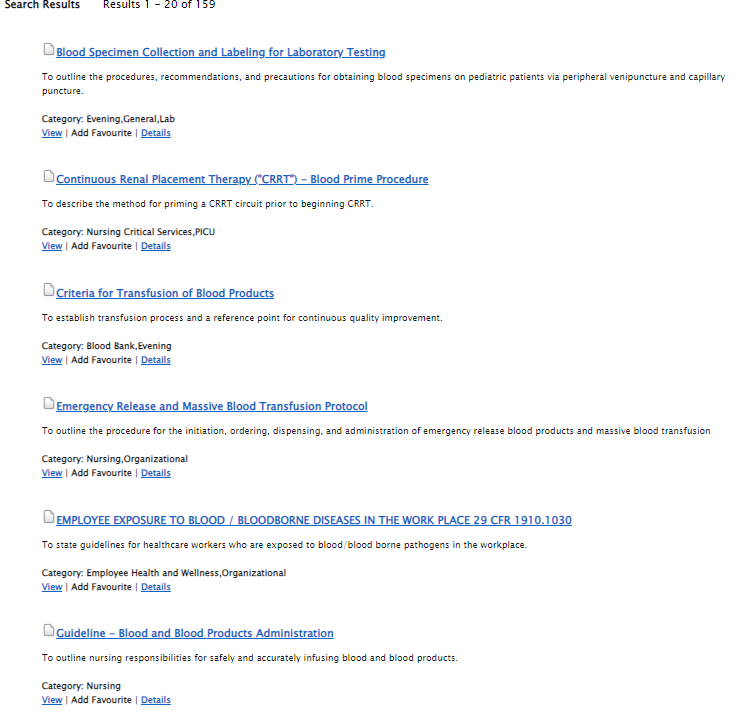 Search Results Results 1 - 20 of 159
Blood Specimen Collection and Labeling for Laboratory Testing
To outline the procedures, recommendations, and precautions for obtaining blood specimens on pediatric patients via peripheral venipuncture and capillary
puncture.
Category: Evening,General,Lab
View | Add Favourite | Details
Continuous Renal Placement Therapy ("CRRT") - Blood Prime Procedure
To describe the method for priming a CRRT circuit prior to beginning CRRT.
Category: Nursing Critical Services,PICU
View | Add Favourite | Details
Criteria for Transfusion of Blood Products
To establish transfusion process and a reference point for continuous quality improvement.
Category: Blood Bank,Evening
View | Add Favourite | Details
Emergency Release and Massive Blood Transfusion Protocol
To outline the procedure for the initiation, ordering, dispensing, and administration of emergency release blood products and massive blood transfusion
Category: Nursing,Organizational
View | Add Favourite | Details
EMPLOYEE EXPOSURE TO BLOOD / BLOODBORNE DISEASES IN THE WORK PLACE 29 CFR 1910.1030
To state guidelines for healthcare workers who are exposed to blood/blood borne pathogens in the workplace.
Category: Employee Health and Wellness,Organizational
View | Add Favourite | Details
Guideline - Blood and Blood Products Administration
To outline nursing responsibilities for safely and accurately infusing blood and blood products.
Category: Nursing
View | Add Favourite | Details